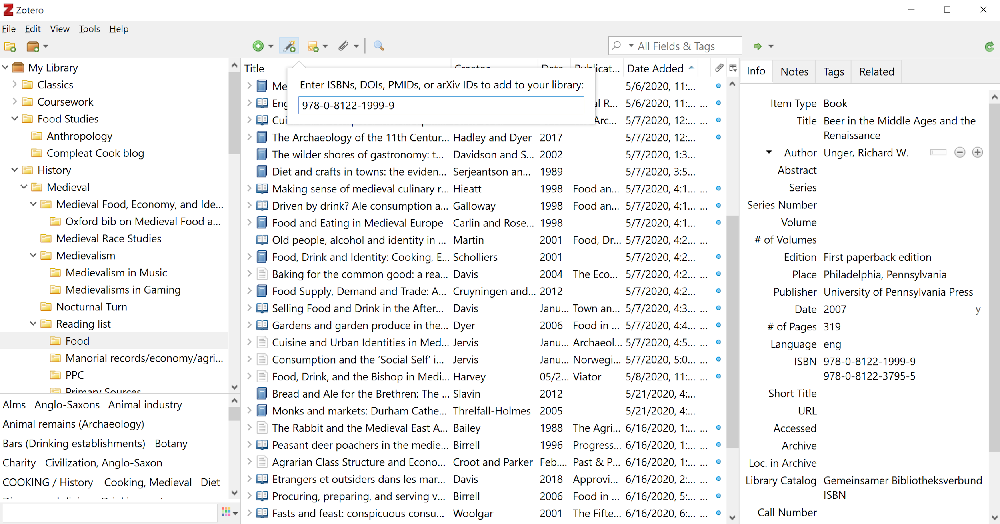 Zotero
File Edit View Tools Help
All Fields & Tags
My Library
Classics
Coursework
Food Studies
Anthropology
Compleat Cook blog
History
Medieval
Medieval Food, Economy, and Ide...
Oxford bib on Medieval Food a...
Medieval Race Studies
Medievalism
Medievalism in Music
Medievalisms in Gaming
Nocturnal Turn
Reading list
Food
Manorial records/economy/agri...
PPC
Primary Sources
Alms Anglo-Saxons Animal industry
Animal remains (Archaeology)
Bars (Drinking establishments) Botany
Charity Civilization, Anglo-Saxon
COOKING / History Cooking, Medieval Diet
Title Creator Date Publicat... Date Added
Enter ISBNs, DOIs, PMIDs, or arXiv IDs to add to your library:
978-0-8122-1999-9
Me 5/6/2020, 11:...
Eng al R... 5/6/2020, 11:... ...
Cui Arc... 5/7/2020, 12:... ...
The Archaeology of the 11th Centur... Hadley and Dyer 2017 5/7/2020, 12:...
The wilder shores of gastronomy: t... Davidson and S... 2002 5/7/2020, 1:3...
Diet and crafts in towns: the eviden... Serjeantson an... 1989 5/7/2020, 3:5...
Making sense of medieval culinary r... Hieatt 1998 Food an... 5/7/2020, 4:1... ...
Driven by drink? Ale consumption a... Galloway 1998 Food an... 5/7/2020, 4:1... ...
Food and Eating in Medieval Europe Carlin and Rose... 1998 5/7/2020, 4:1...
Old people, alcohol and identity in ... Martin 2001 Food, Dr... 5/7/2020, 4:2... ...
Food, Drink and Identity: Cooking, E... Scholliers 2001 5/7/2020, 4:2...
Baking for the common good: a rea... Davis 2004 The Eco... 5/7/2020, 4:2... ...
Food Supply, Demand and Trade: A... Cruyningen and... 2012 5/7/2020, 4:2...
Selling Food and Drink in the After... Davis Janu... Town an... 5/7/2020, 4:3... ...
Gardens and garden produce in the... Dyer 2006 Food in ... 5/7/2020, 4:4... ...
Cuisine and Urban Identities in Med... Jervis Janu... Archaeol... 5/7/2020, 4:5... ...
Consumption and the ‘Social Self’ i... Jervis Janu... Norwegi... 5/7/2020, 5:0... ...
Food, Drink, and the Bishop in Medi... Harvey 05/2... Viator 5/8/2020, 11:... ...
Bread and Ale for the Brethren: The ... Slavin 2012 5/21/2020, 4:...
Monks and markets: Durham Cathe... Threlfall-Holmes 2005 5/21/2020, 4:...
The Rabbit and the Medieval East A... Bailey 1988 The Agri... 6/16/2020, 1:... ...
Peasant deer poachers in the medie... Birrell 1996 Progress... 6/16/2020, 1:... ...
Agrarian Class Structure and Econo... Croot and Parker Feb.... Past & P... 6/16/2020, 1:... ...
Etrangers et outsiders dans les mar... Davis 2018 Approvi... 6/16/2020, 2:... ...
Procuring, preparing, and serving v... Birrell 2006 Food in ... 6/16/2020, 5:... ...
Fasts and feast: conspicuous consu... Woolgar 2001 The Fifte... 6/16/2020, 6:... ...
Info Notes Tags Related
Item Type Book
Title Beer in the Middle Ages and the
Renaissance
Author Unger, Richard W.
Abstract
Series
Series Number
Volume
# of Volumes
Edition First paperback edition
Place Philadelphia, Pennsylvania
Publisher University of Pennsylvania Press
Date 2007 y
# of Pages 319
Language eng
ISBN 978-0-8122-1999-9
978-0-8122-3795-5
Short Title
URL
Accessed
Archive
Loc. in Archive
Library Catalog Gemeinsamer Bibliotheksverbund
ISBN
Call Number